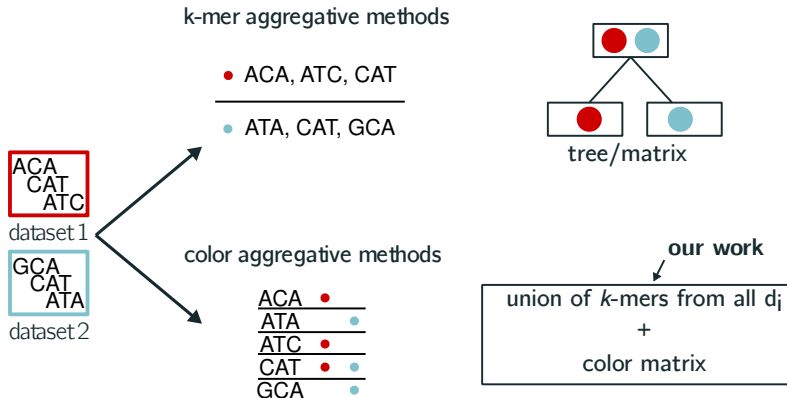 k-mer aggregative methods
ACA, ATC, CAT
ATA, CAT, GCA
tree/matrix
ACA
CAT
ATC
dataset 1
GCA
CAT
ATA
dataset 2
color aggregative methods
ACA
ATA
ATC
CAT
GCA
our work
union of k-mers from all di
+
color matrix